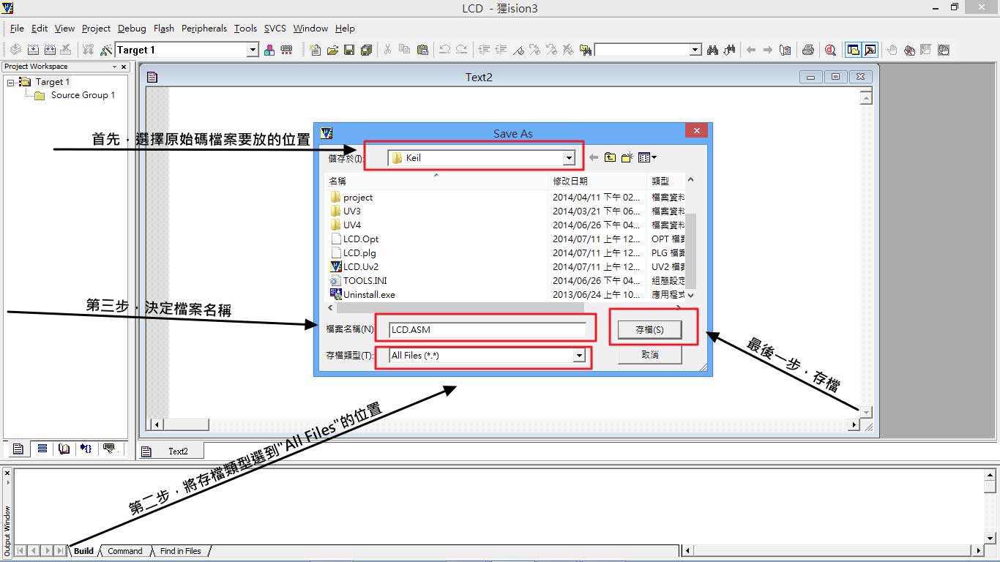 LCD - 猩ision3
File Edit View Project Debug Flash Peripherals Tools SVCS Window Help
LOAD Target 1
Project Workspace
Target 1
Source Group 1
Text2
Save As
首先，選擇原始碼檔案要放的位置
儲存於(I): Keil
名稱 修改日期 類型
project 2014/04/11 下午 02... 檔案資料
UV3 2014/03/21 下午 06... 檔案資料
UV4 2014/06/26 下午 04... 檔案資料
LCD.Opt 2014/07/11 上午 12... OPT 檔案
LCD.plg 2014/07/11 上午 12... PLG 檔案
LCD.Uv2 2014/07/11 上午 12... UV2 檔案
TOOLS.INI 2014/06/26 下午 04... 組態設定
Uninstall.exe 2013/06/24 上午 10... 應用程式
第三步，決定檔案名稱
檔案名稱(N) LCD.ASM 存檔(S)
存檔類型(T): All Files (*.*) 取消
最後一步，存檔
第二步，將存檔類型選到"All Files"的位置
Text2
Output Window
Build Command Find in Files